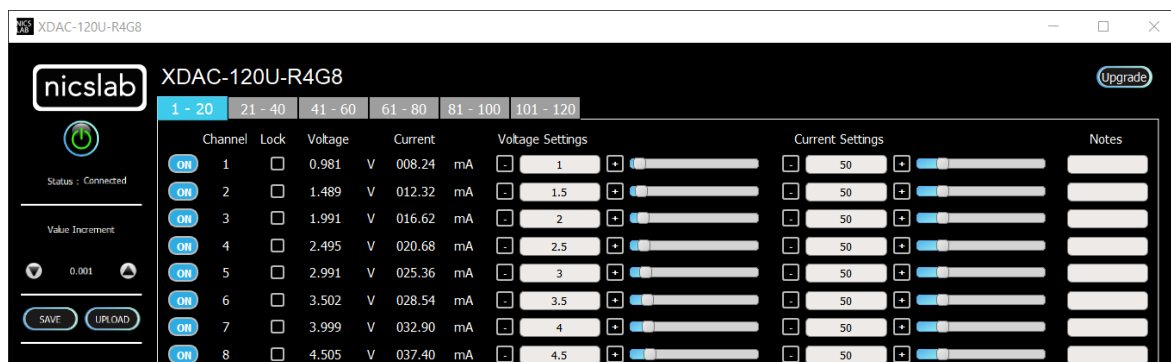 NICS LAB XDAC-120U-R4G8
nicslab
XDAC-120U-R4G8
Upgrade
1 - 20 21 - 40 41 - 60 61 - 80 81 - 100 101 - 120
Channel Lock Voltage Current Voltage Settings Current Settings Notes
ON 1 0.981 V 008.24 mA - 1 + - 50 +
Status : Connected
ON 2 1.489 V 012.32 mA - 1.5 + - 50 +
ON 3 1.991 V 016.62 mA - 2 + - 50 +
Value Increment
ON 4 2.495 V 020.68 mA - 2.5 + - 50 +
0.001
ON 5 2.991 V 025.36 mA - 3 + - 50 +
ON 6 3.502 V 028.54 mA - 3.5 + - 50 +
SAVE UPLOAD
ON 7 3.999 V 032.90 mA - 4 + - 50 +
ON 8 4.505 V 037.40 mA - 4.5 + - 50 +